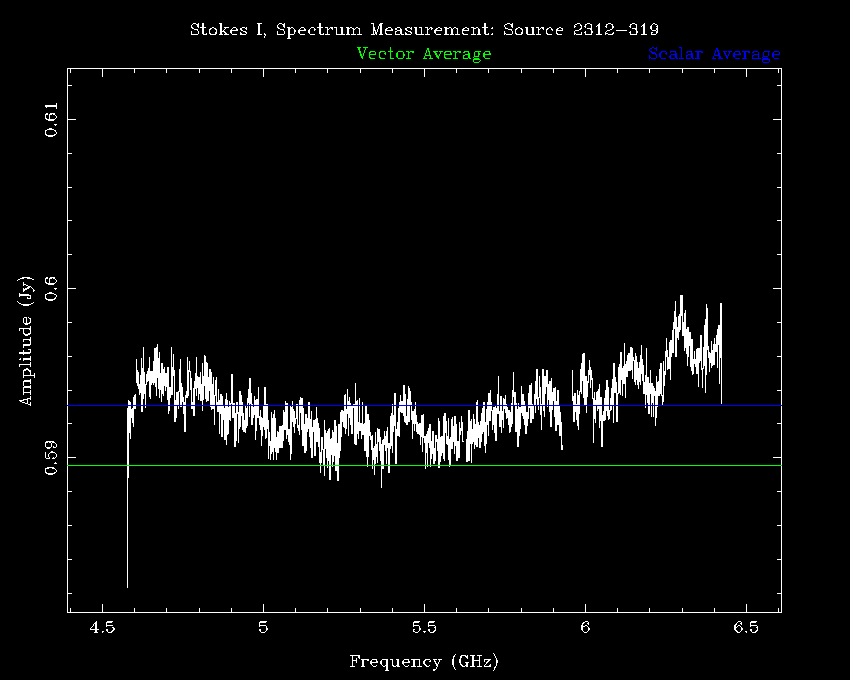 Stokes I, Spectrum Measurement: Source 2312−319
Vector Average
Scalar Average
Amplitude (Jy)
0.61
0.6
0.59
4.5
5
5.5
6
6.5
Frequency (GHz)